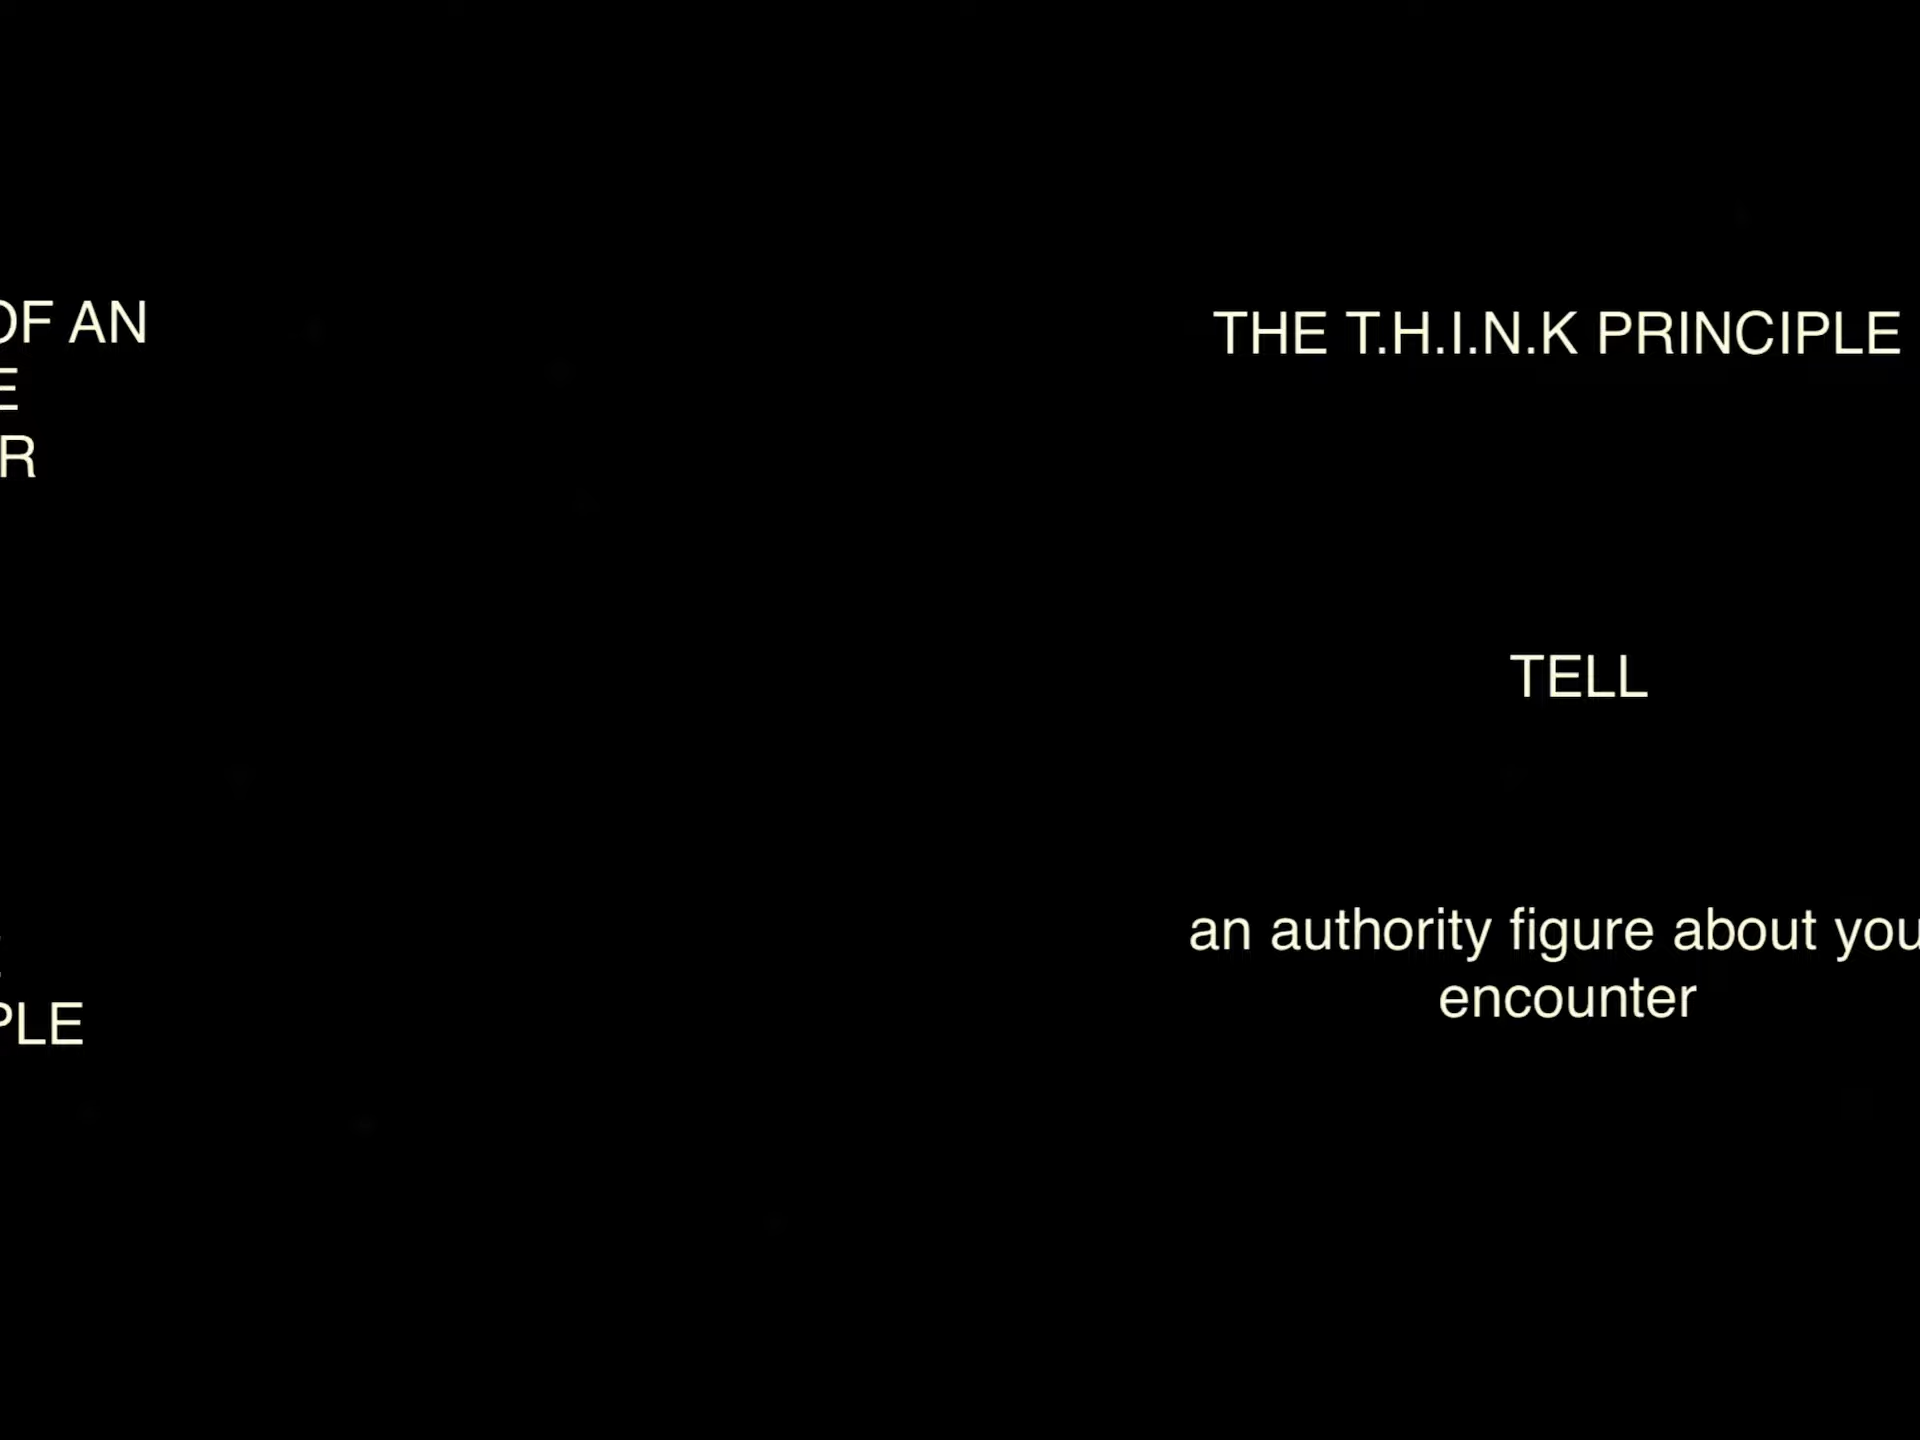 OF AN
E
R
PLE
THE T.H.I.N.K PRINCIPLE
TELL
an authority figure about you
encounter